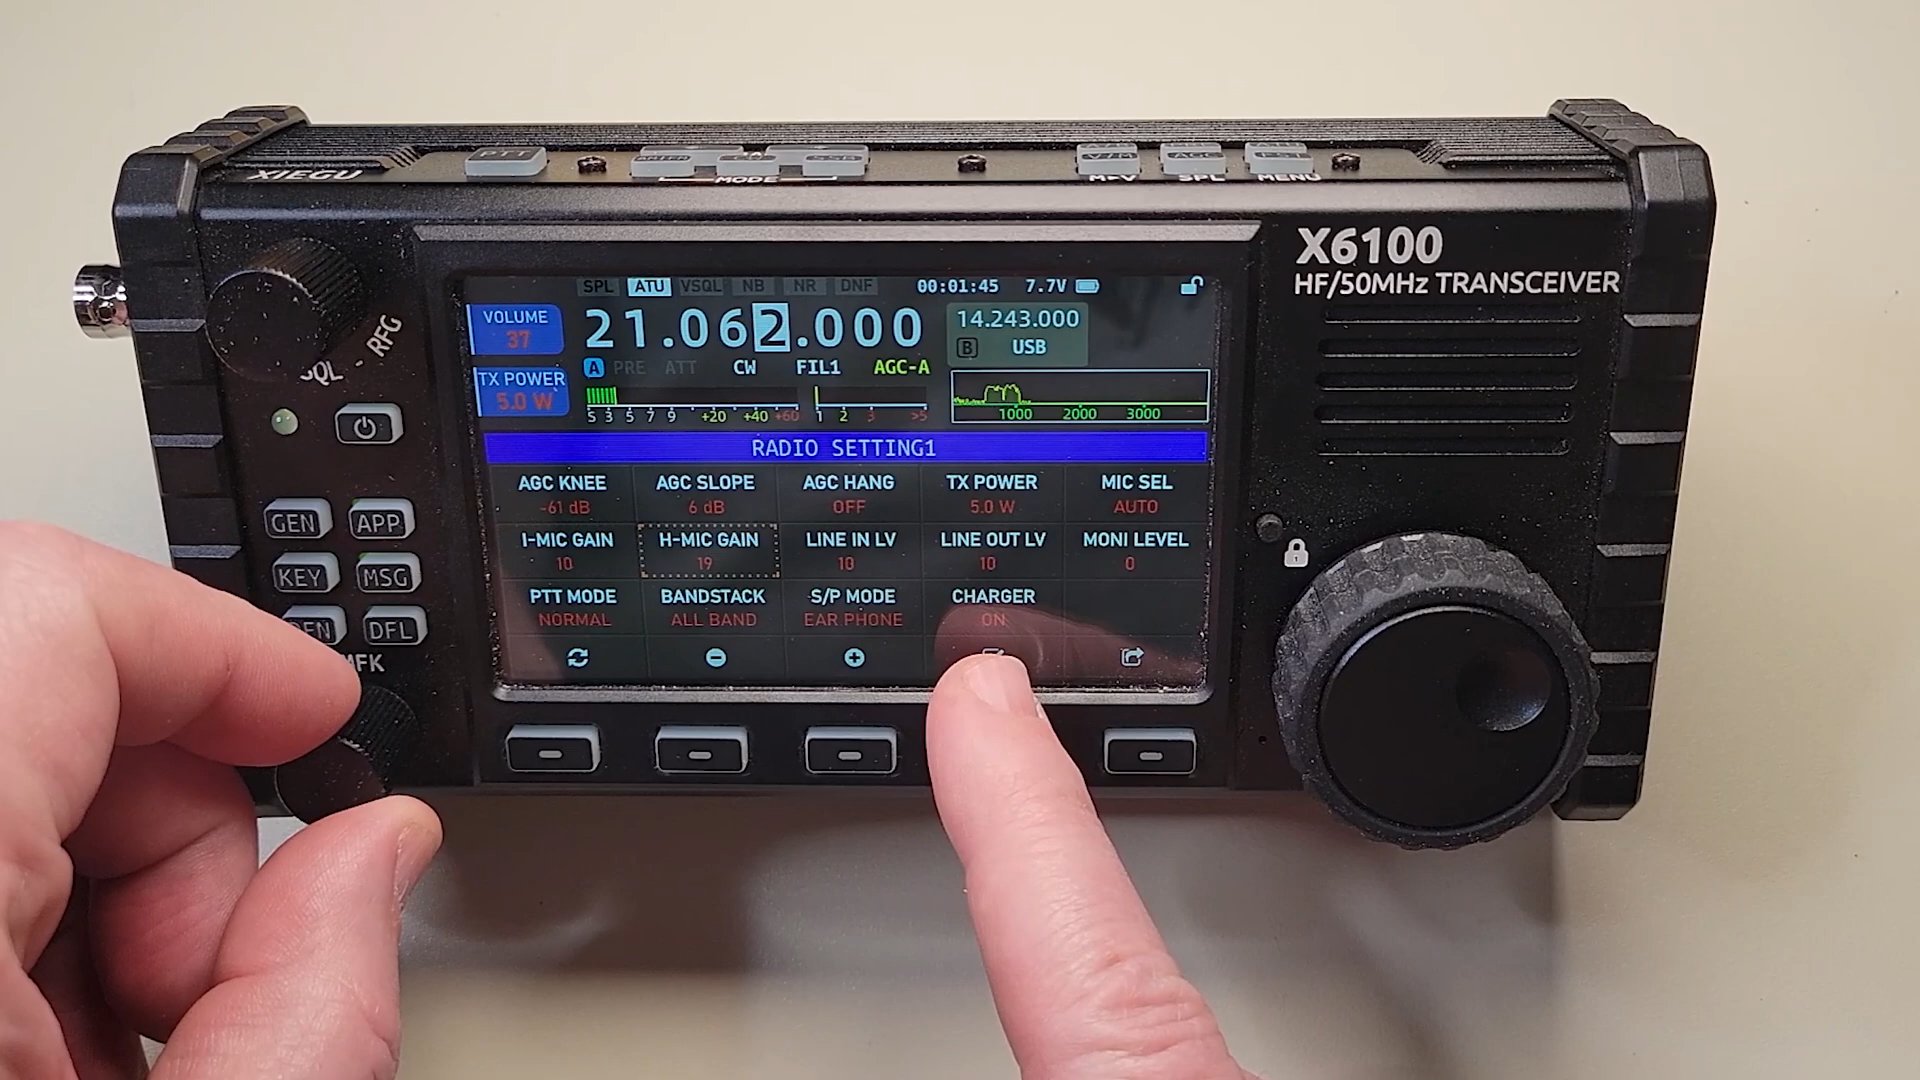 PTT
XIEGU
MODE
V/M
AGC
M▸V
SPL
MENU
X6100
HF/50MHz TRANSCEIVER
SQL - RFG
SPL ATU VSQL NB NR DNF 00:01:45 7.7V
VOLUME
37
21.062.000
14.243.000
B USB
A PRE ATT CW FIL1 AGC-A
TX POWER
5.0 W
S 3 5 7 9 +20 +40 +60 1 2 3 >5
1000 2000 3000
RADIO SETTING1
AGC KNEE AGC SLOPE AGC HANG TX POWER MIC SEL
-61 dB 6 dB OFF 5.0 W AUTO
I-MIC GAIN H-MIC GAIN LINE IN LV LINE OUT LV MONI LEVEL
10 19 10 10 0
PTT MODE BANDSTACK S/P MODE CHARGER
NORMAL ALL BAND EAR PHONE ON
GEN APP
KEY MSG
DFL
MFK